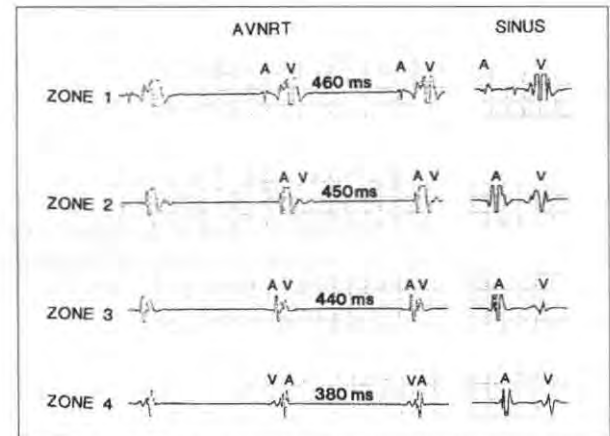 AVNRT SINUS
A V A V A V
ZONE 1 460 ms
A V A V A V
ZONE 2 450ms
A V A V A V
ZONE 3 440 ms
V A V A A V
ZONE 4 380 ms